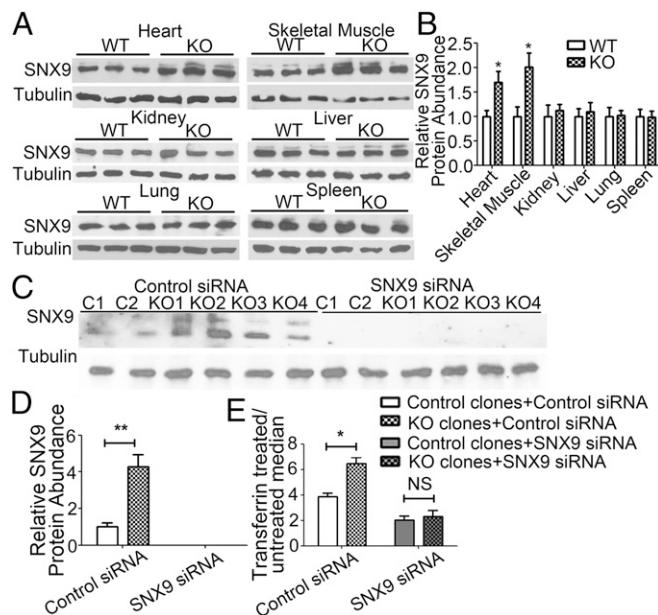 A
Heart
WT KO
SNX9
Tubulin
Skeletal Muscle
WT KO
Kidney
WT KO
SNX9
Tubulin
Liver
WT KO
Lung
WT KO
SNX9
Tubulin
Spleen
WT KO
B
WT
KO
Relative SNX9
Protein Abundance
2.5
2.0
1.5
1.0
0.5
0.0
* *
Heart
Skeletal Muscle
Kidney
Liver
Lung
Spleen
C
Control siRNA SNX9 siRNA
C1 C2 KO1 KO2 KO3 KO4 C1 C2 KO1 KO2 KO3 KO4
SNX9
Tubulin
D
Relative SNX9
Protein Abundance
6
4
2
0
**
Control siRNA
SNX9 siRNA
E
Control clones+Control siRNA
KO clones+Control siRNA
Control clones+SNX9 siRNA
KO clones+SNX9 siRNA
Transferrin treated/
untreated median
8
6
4
2
0
*
NS
Control siRNA
SNX9 siRNA